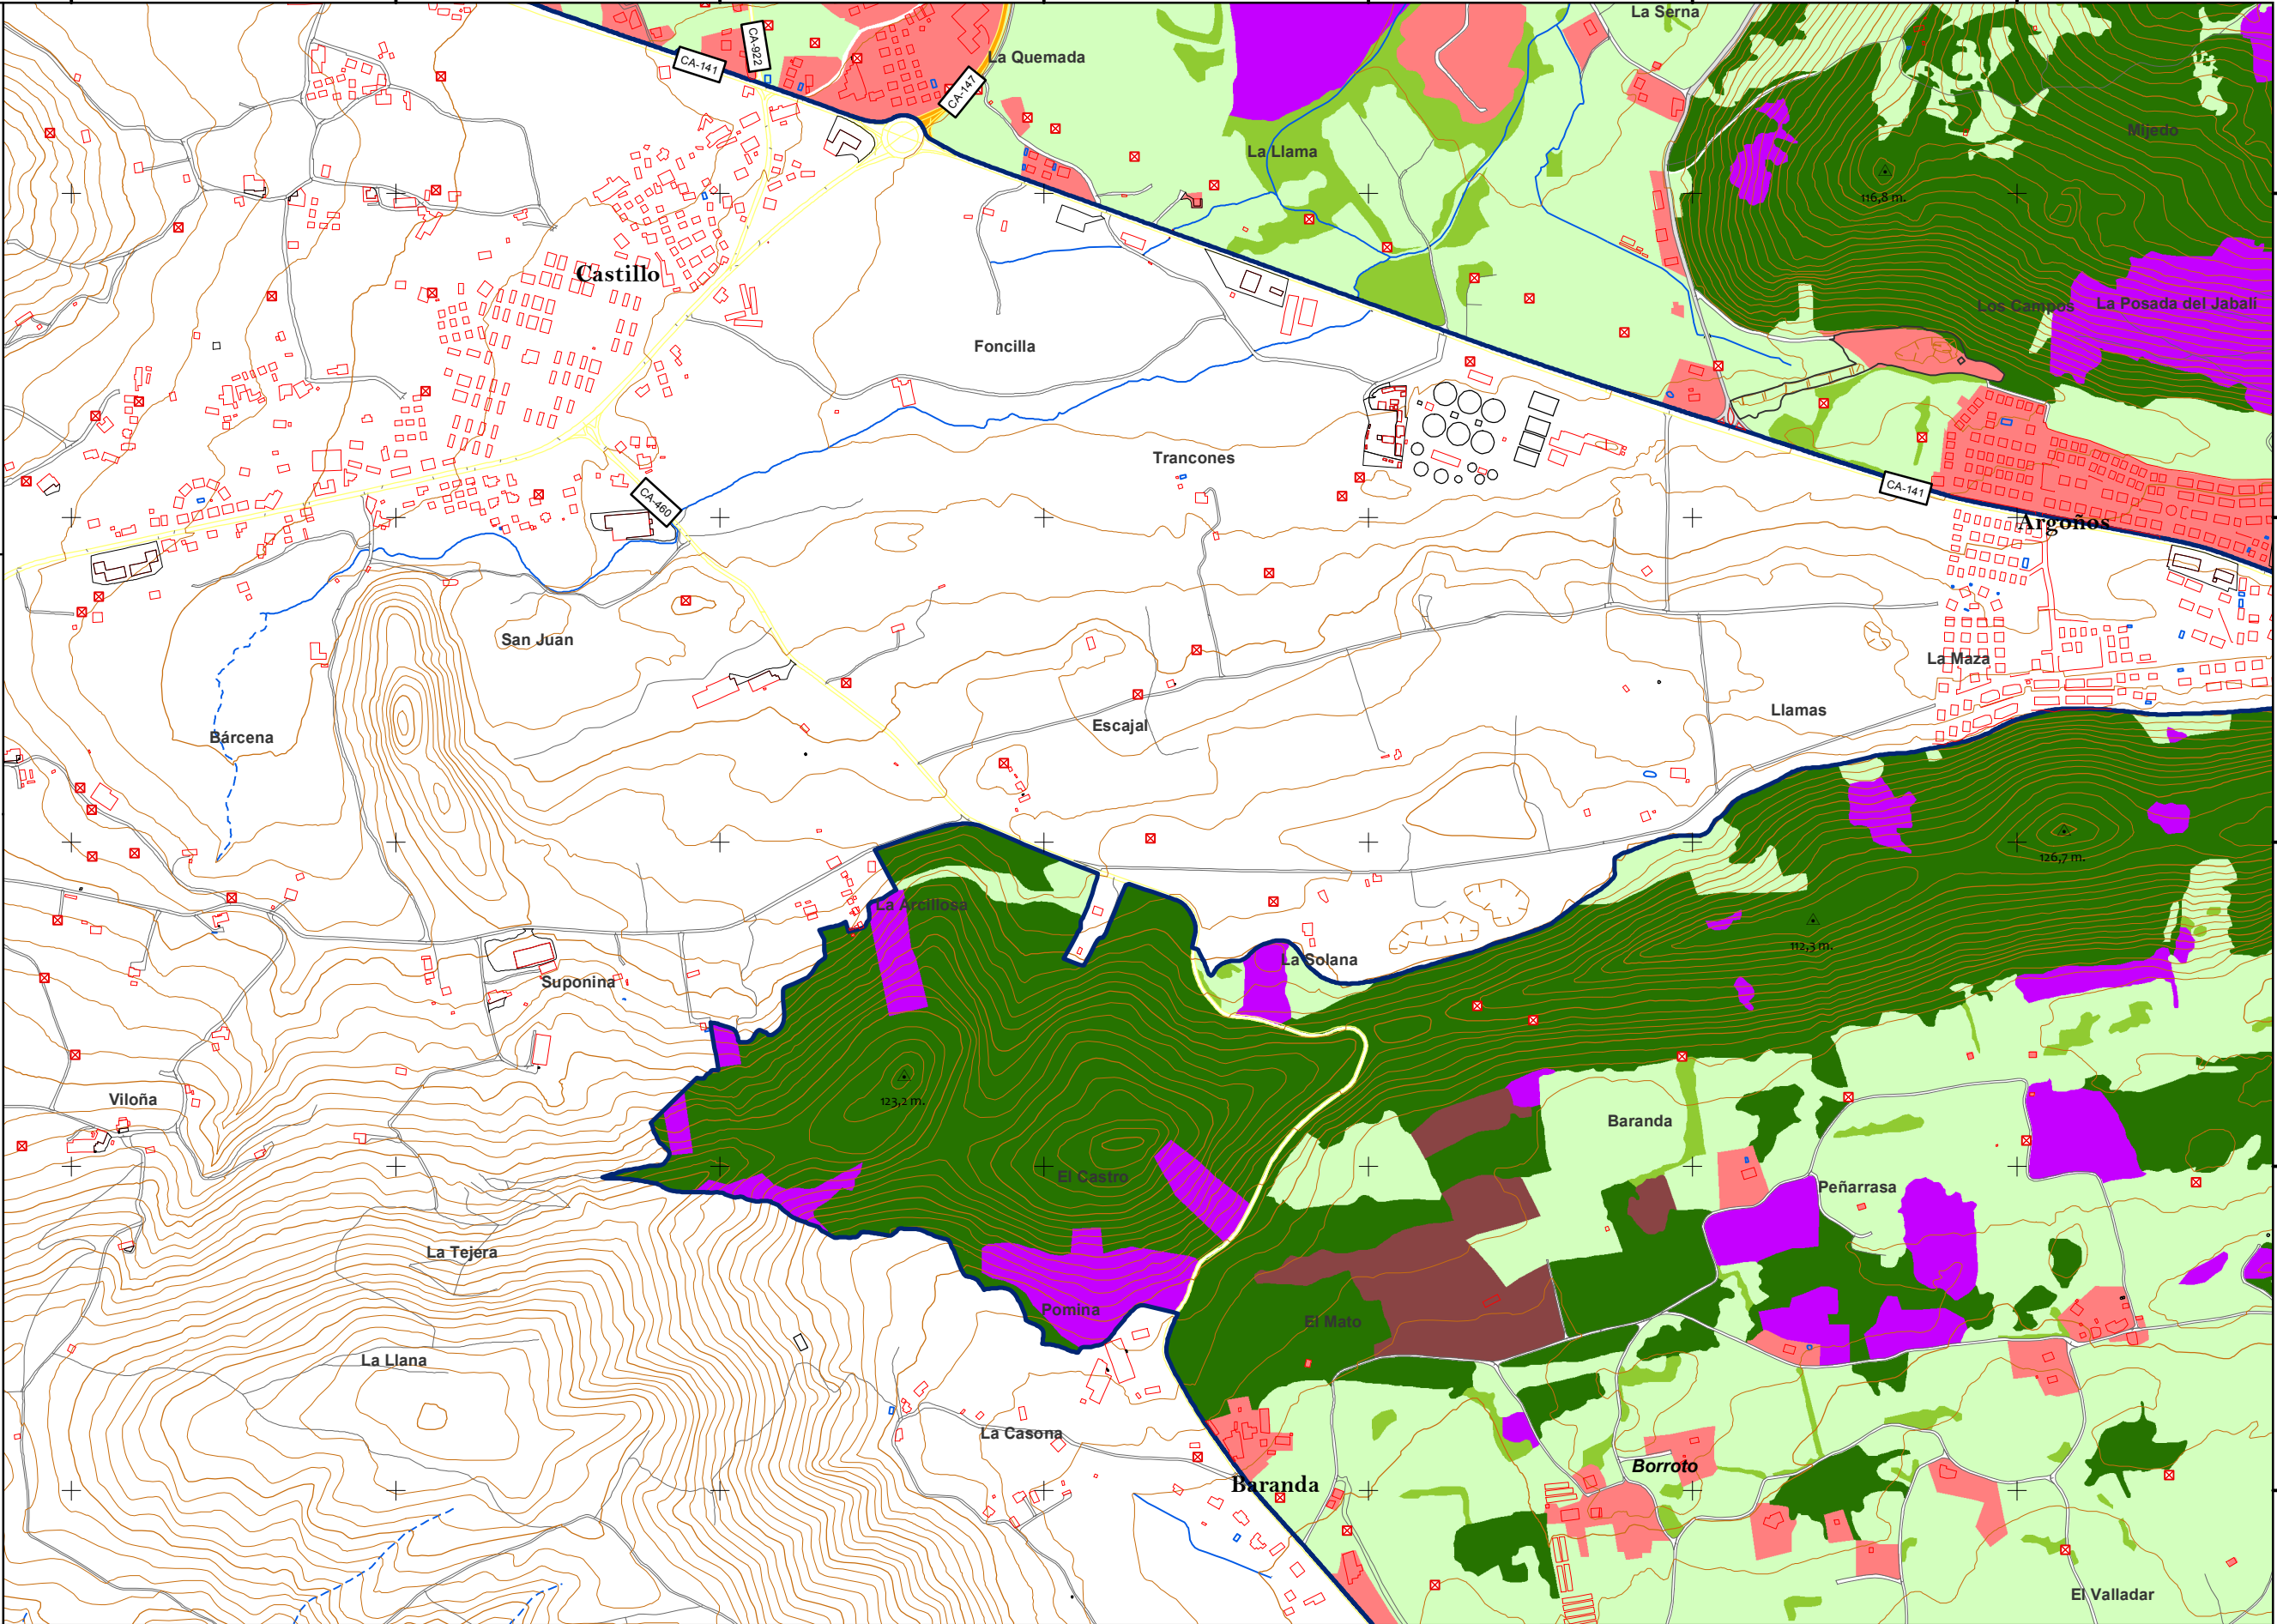 La Serna
CA-922
CA-141
La Quemada
CA-147
Mijedo
La Llama
116,8 m.
Castillo
Los Campos
La Posada del Jabalí
Foncilla
Trancones
CA-460
CA-141
Argoños
San Juan
La Maza
Llamas
Escajal
Bárcena
126,7 m.
La Arcillosa
112,3 m.
La Solana
Suponina
Viloña
123,2 m.
Baranda
El Castro
Peñarrasa
La Tejera
Pomina
El Mato
La Llana
La Casona
Borroto
Baranda
El Valladar